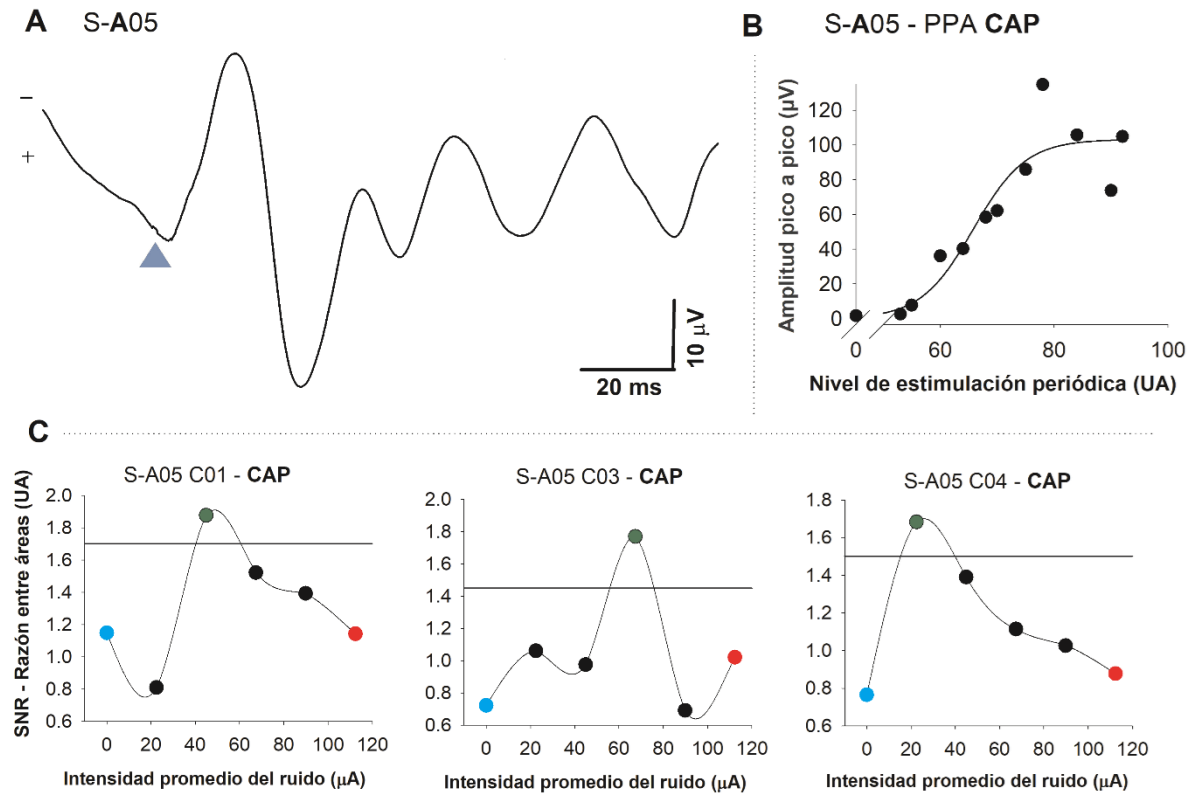 A S-A05
−
+
10 μV
20 ms
B S-A05 - PPA CAP
Amplitud pico a pico (μV)
120
100
80
60
40
20
0
0 60 80 100
Nivel de estimulación periódica (UA)
C
SNR - Razón entre áreas (UA)
S-A05 C01 - CAP
2.0
1.8
1.6
1.4
1.2
1.0
0.8
0.6
0 20 40 60 80 100 120
Intensidad promedio del ruido (μA)
S-A05 C03 - CAP
2.0
1.8
1.6
1.4
1.2
1.0
0.8
0.6
0 20 40 60 80 100 120
Intensidad promedio del ruido (μA)
S-A05 C04 - CAP
1.8
1.6
1.4
1.2
1.0
0.8
0.6
0 20 40 60 80 100 120
Intensidad promedio del ruido (μA)